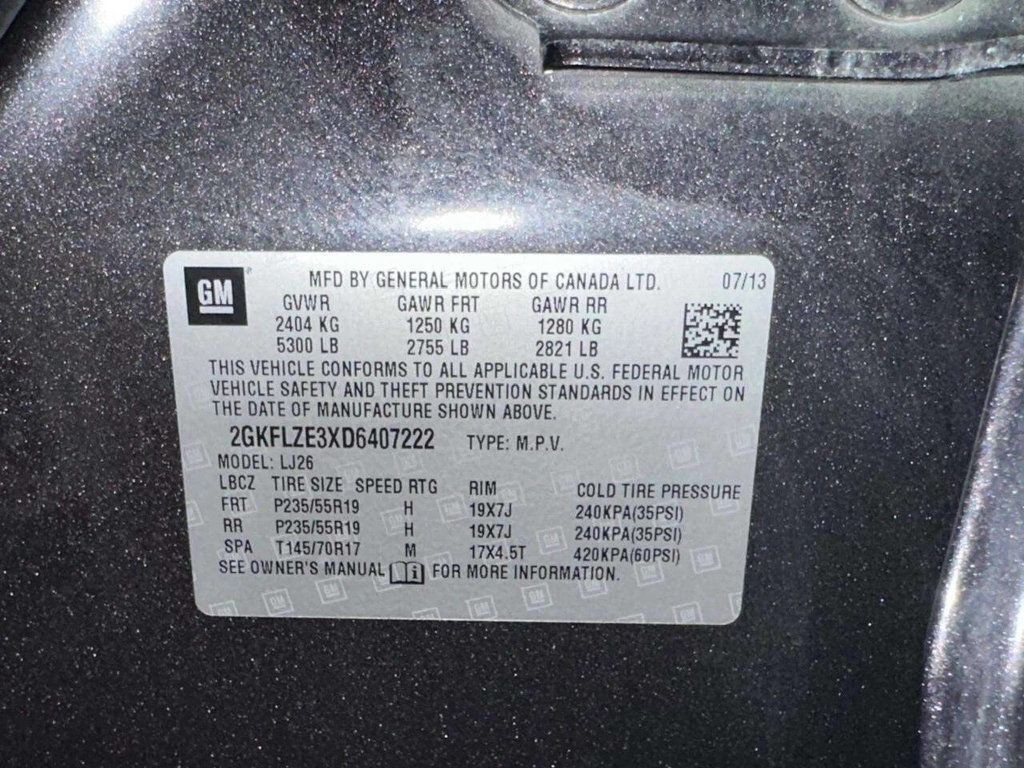 GM
MFD BY GENERAL MOTORS OF CANADA LTD. 07/13
GVWR GAWR FRT GAWR RR
2404 KG 1250 KG 1280 KG
5300 LB 2755 LB 2821 LB
THIS VEHICLE CONFORMS TO ALL APPLICABLE U.S. FEDERAL MOTOR
VEHICLE SAFETY AND THEFT PREVENTION STANDARDS IN EFFECT ON
THE DATE OF MANUFACTURE SHOWN ABOVE.
2GKFLZE3XD6407222 TYPE: M.P.V.
MODEL: LJ26
LBCZ TIRE SIZE SPEED RTG RIM COLD TIRE PRESSURE
FRT P235/55R19 H 19X7J 240KPA(35PSI)
RR P235/55R19 H 19X7J 240KPA(35PSI)
SPA T145/70R17 M 17X4.5T 420KPA(60PSI)
SEE OWNER'S MANUAL i FOR MORE INFORMATION.